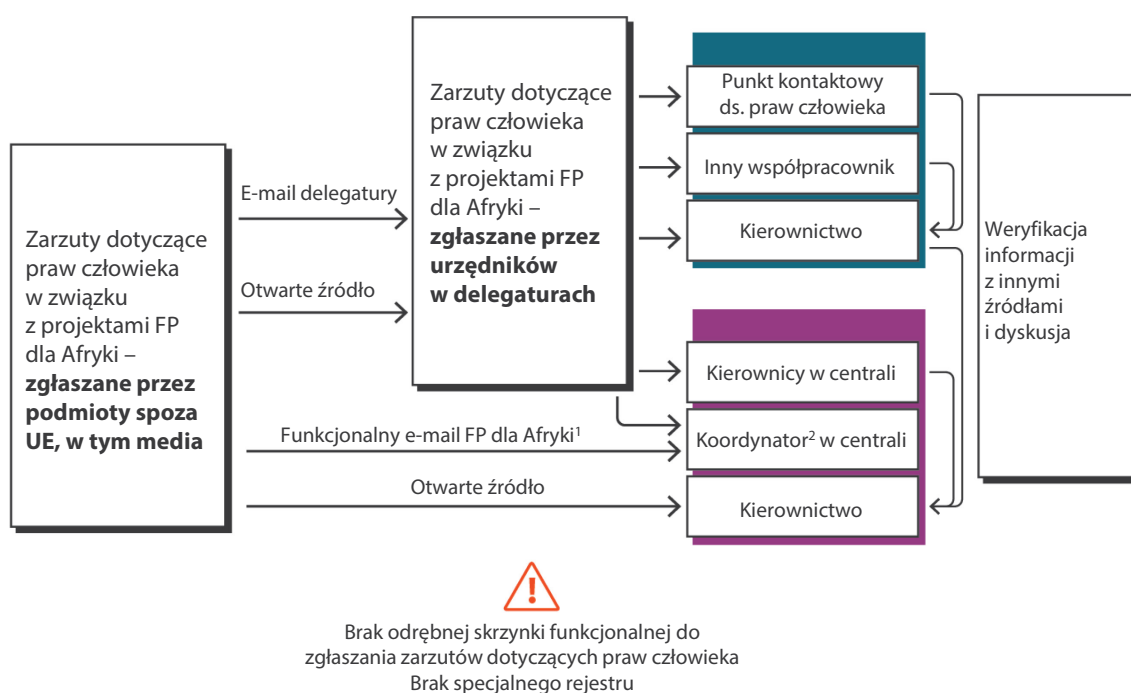 Zarzuty dotyczące
praw człowieka
w związku
z projektami FP
dla Afryki –
zgłaszane przez
podmioty spoza
UE, w tym media
E-mail delegatury
Otwarte źródło
Zarzuty dotyczące
praw człowieka
w związku
z projektami FP
dla Afryki –
zgłaszane przez
urzędników
w delegaturach
Funkcjonalny e-mail FP dla Afryki¹
Otwarte źródło
Punkt kontaktowy
ds. praw człowieka
Inny współpracownik
Kierownictwo
Kierownicy w centrali
Koordynator² w centrali
Kierownictwo
Weryfikacja
informacji
z innymi
źródłami
i dyskusja
Brak odrębnej skrzynki funkcjonalnej do
zgłaszania zarzutów dotyczących praw człowieka
Brak specjalnego rejestru